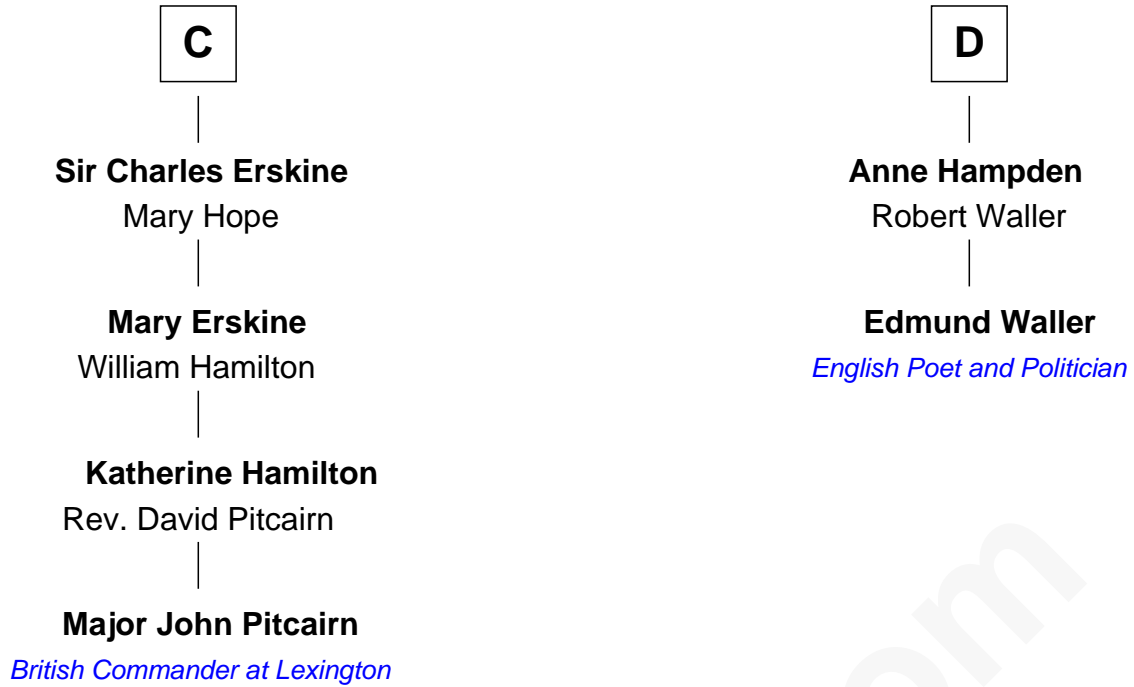 C
Sir Charles Erskine
Mary Hope
Mary Erskine
William Hamilton
Katherine Hamilton
Rev. David Pitcairn
Major John Pitcairn
British Commander at Lexington
D
Anne Hampden
Robert Waller
Edmund Waller
English Poet and Politician
om